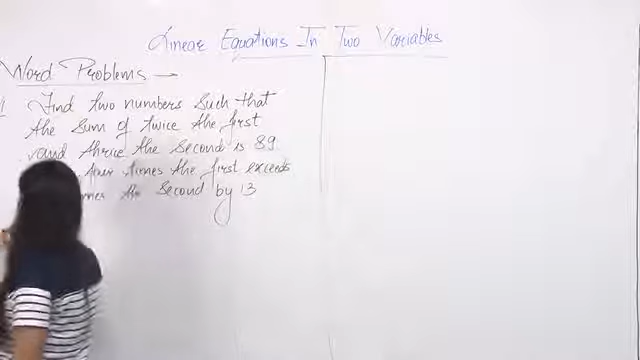 Linear Equations In Two Variables
Word Problems →
Find two numbers such that
the sum of twice the first
and thrice the second is 89
four times the first exceeds
the second by 13